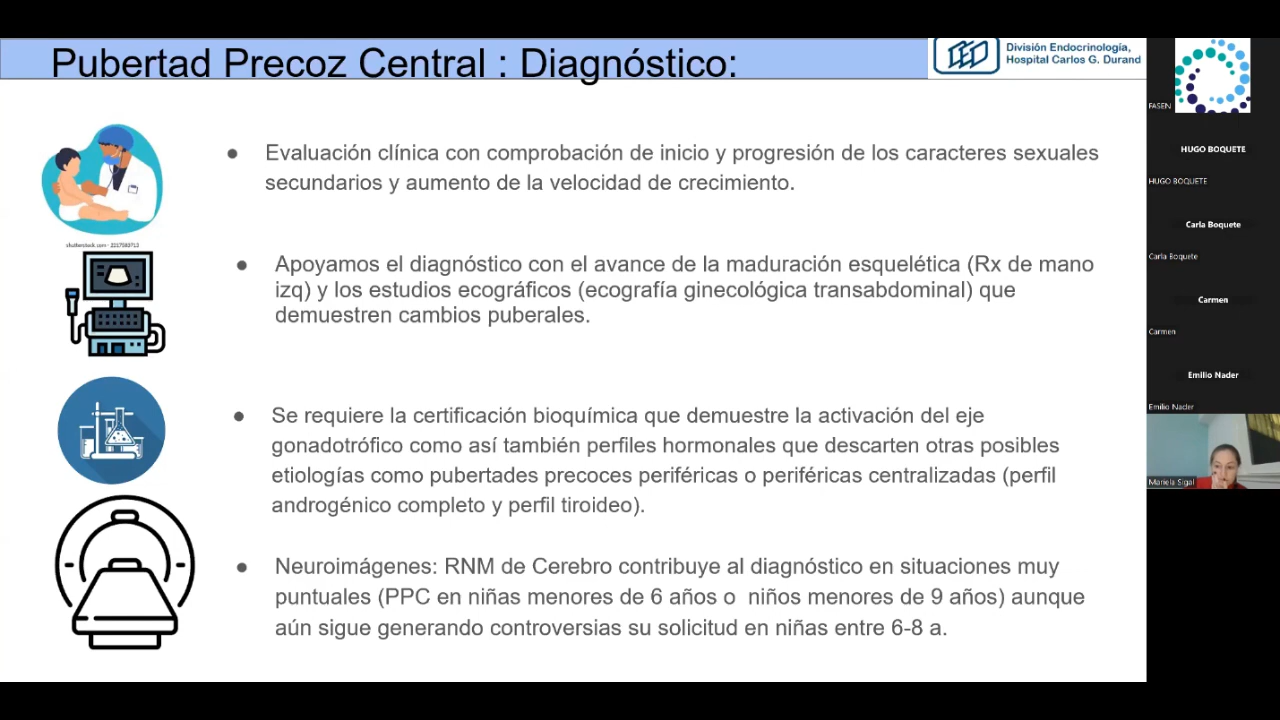 Pubertad Precoz Central : Diagnóstico:
División Endocrinología,
Hospital Carlos G. Durand
● Evaluación clínica con comprobación de inicio y progresión de los caracteres sexuales
secundarios y aumento de la velocidad de crecimiento.
shutterstock.com · 2217593713
● Apoyamos el diagnóstico con el avance de la maduración esquelética (Rx de mano
izq) y los estudios ecográficos (ecografía ginecológica transabdominal) que
demuestren cambios puberales.
● Se requiere la certificación bioquímica que demuestre la activación del eje
gonadotrófico como así también perfiles hormonales que descarten otras posibles
etiologías como pubertades precoces periféricas o periféricas centralizadas (perfil
androgénico completo y perfil tiroideo).
● Neuroimágenes: RNM de Cerebro contribuye al diagnóstico en situaciones muy
puntuales (PPC en niñas menores de 6 años o niños menores de 9 años) aunque
aún sigue generando controversias su solicitud en niñas entre 6-8 a.
FASEN
HUGO BOQUETE
HUGO BOQUETE
Carla Boquete
Carla Boquete
Carmen
Carmen
Emilio Nader
Emilio Nader
Mariela Sigal